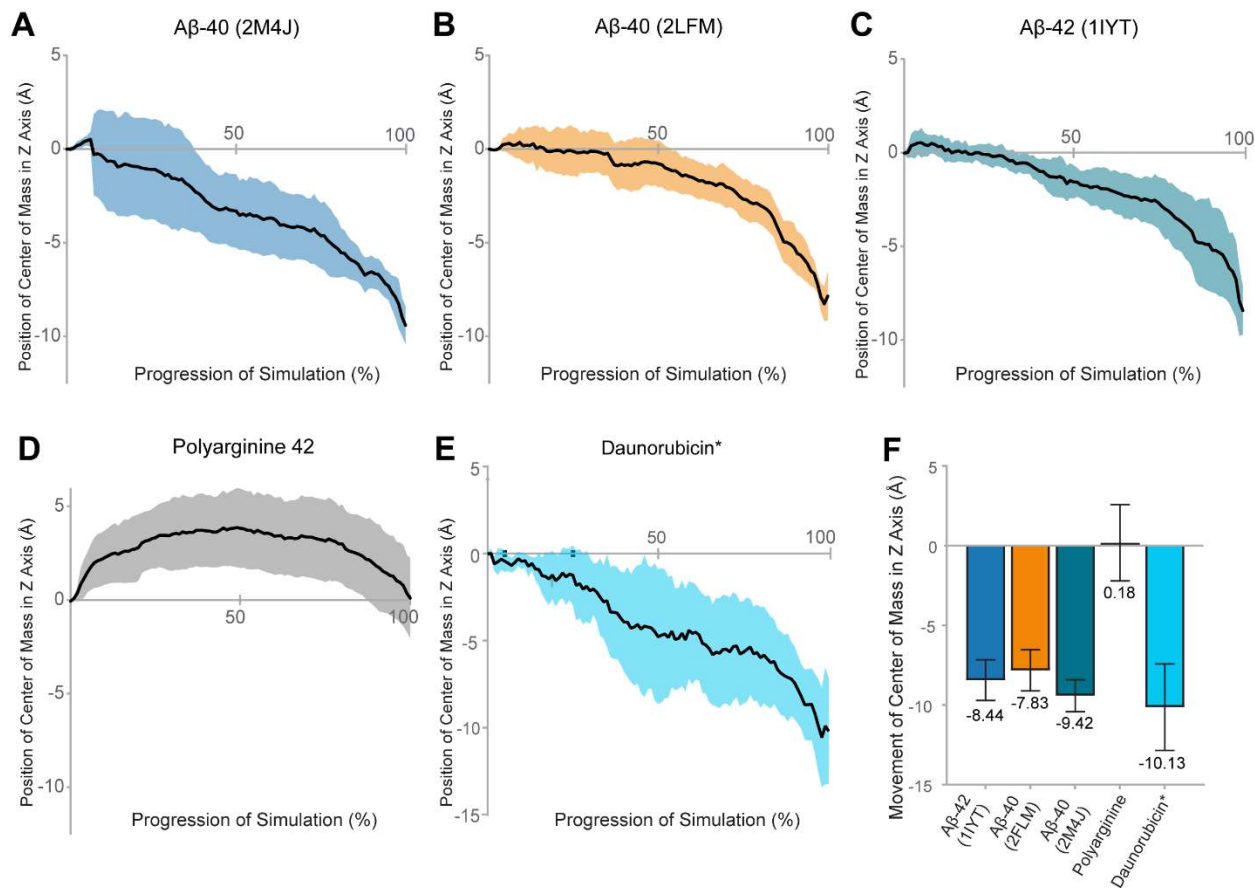 A
Aβ-40 (2M4J)
Position of Center of Mass in Z Axis (Å)
5
0
-5
-10
50
100
Progression of Simulation (%)
B
Aβ-40 (2LFM)
Position of Center of Mass in Z Axis (Å)
5
0
-5
-10
50
100
Progression of Simulation (%)
C
Aβ-42 (1IYT)
Position of Center of Mass in Z Axis (Å)
5
0
-5
-10
50
100
Progression of Simulation (%)
D
Polyarginine 42
Position of Center of Mass in Z Axis (Å)
5
0
-10
50
100
Progression of Simulation (%)
E
Daunorubicin*
Position of Center of Mass in Z Axis (Å)
5
0
-5
-10
-15
50
100
Progression of Simulation (%)
F
Movement of Center of Mass in Z Axis (Å)
5
0
-5
-10
-15
-8.44
-7.83
-9.42
0.18
-10.13
Aβ-42
(1IYT)
Aβ-40
(2FLM)
Aβ-40
(2M4J)
Polyarginine
Daunorubicin*